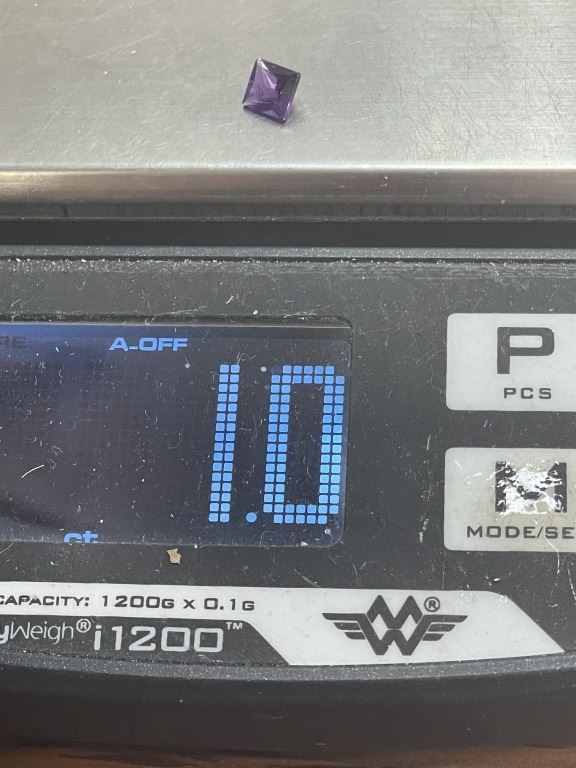 A-OFF
1.0
ct
P
PCS
M
MODE/SE
CAPACITY: 1200G X 0.1G
yWeigh® i1200™
®